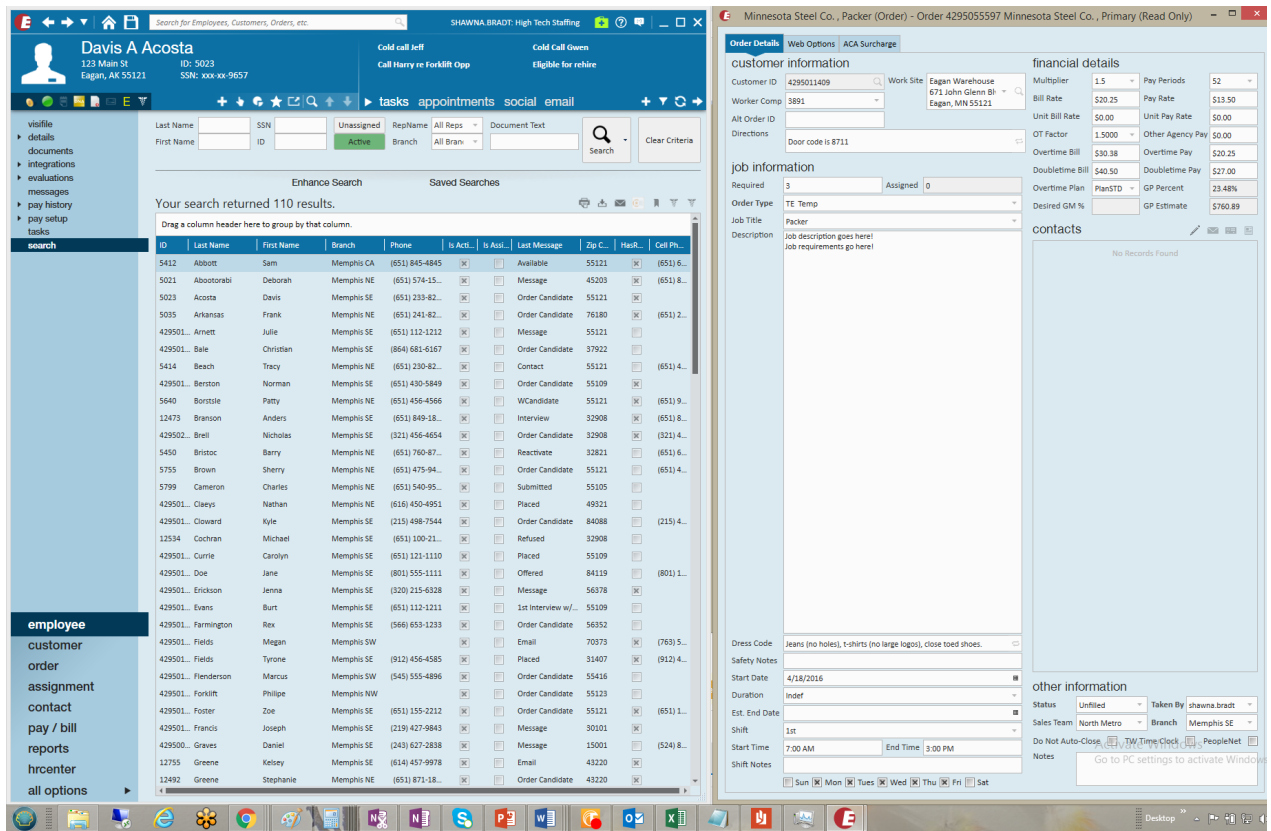 Search for Employees, Customers, Orders, etc.
SHAWNA.BRADT: High Tech Staffing
Davis A Acosta
123 Main St
Eagan, AK 55121
ID: 5023
SSN: xxx-xx-9657
Cold call Jeff
Cold Call Gwen
Call Harry re Forklift Opp
Eligible for rehire
tasks appointments social email
visifile
details
documents
integrations
evaluations
messages
pay history
pay setup
tasks
search
employee
customer
order
assignment
contact
pay / bill
reports
hrcenter
all options
Last Name SSN Unassigned RepName All Reps Document Text
First Name ID Active Branch All Bran
Search
Clear Criteria
Enhance Search Saved Searches
Your search returned 110 results.
Drag a column header here to group by that column.
ID Last Name First Name Branch Phone Is Acti... Is Assi... Last Message Zip C... HasR... Cell Ph...
5412 Abbott Sam Memphis CA (651) 845-4845 Available 55121 (651) 6...
5021 Abootorabi Deborah Memphis NE (651) 574-15... Message 45203 (651) 8...
5023 Acosta Davis Memphis SE (651) 233-82... Order Candidate 55121
5035 Arkansas Frank Memphis NE (651) 241-82... Order Candidate 76180 (651) 2...
429501... Arnett Julie Memphis SE (651) 112-1212 Message 55121
429501... Bale Christian Memphis SE (864) 681-6167 Order Candidate 37922
5414 Beach Tracy Memphis NE (651) 230-82... Contact 55121 (651) 4...
429501... Berston Norman Memphis SE (651) 430-5849 Order Candidate 55109
5640 Borstsle Patty Memphis NE (651) 456-4566 WCandidate 55121 (651) 9...
12473 Branson Anders Memphis SE (651) 849-18... Interview 32908 (651) 8...
429502... Brell Nicholas Memphis SE (321) 456-4654 Order Candidate 32908 (321) 4...
5450 Bristoc Barry Memphis NE (651) 760-87... Reactivate 32821 (651) 6...
5755 Brown Sherry Memphis NE (651) 475-94... Order Candidate 55121 (651) 4...
5799 Cameron Charles Memphis NE (651) 540-95... Submitted 55105
429501... Claeys Nathan Memphis NE (616) 450-4951 Placed 49321
429501... Cloward Kyle Memphis SE (215) 498-7544 Order Candidate 84088 (215) 4...
12534 Cochran Michael Memphis SE (651) 100-21... Refused 32908
429501... Currie Carolyn Memphis SE (651) 121-1110 Placed 55109
429501... Doe Jane Memphis SE (801) 555-1111 Offered 84119 (801) 1...
429501... Erickson Jenna Memphis SE (320) 215-6328 Message 56378
429501... Evans Burt Memphis SE (651) 112-1211 1st Interview w/... 55109
429501... Farmington Rex Memphis SE (566) 653-1233 Order Candidate 56352
429501... Fields Megan Memphis SW Email 70373 (763) 5...
429501... Fields Tyrone Memphis SE (912) 456-4585 Placed 31407 (912) 4...
429501... Flenderson Marcus Memphis SW (545) 555-4896 Order Candidate 55416
429501... Forklift Philipe Memphis NW Order Candidate 55123
429501... Foster Zoe Memphis SE (651) 155-2212 Order Candidate 55121 (651) 1...
429501... Francis Joseph Memphis SE (219) 427-9843 Message 30101
429500... Graves Daniel Memphis SE (243) 627-2838 Message 15001 (524) 8...
12755 Greene Kelsey Memphis SE (614) 457-9978 Email 43220
12492 Greene Stephanie Memphis NE (651) 871-18... Order Candidate 43220
Minnesota Steel Co. , Packer (Order) - Order 4295055597 Minnesota Steel Co. , Primary (Read Only)
Order Details Web Options ACA Surcharge
customer information
Customer ID 4295011409 Work Site Eagan Warehouse
671 John Glenn Bl
Eagan, MN 55121
Worker Comp 3891
Alt Order ID
Directions
Door code is 8711
job information
Required 3 Assigned 0
Order Type TE Temp
Job Title Packer
Description Job description goes here!
Job requirements go here!
Dress Code Jeans (no holes), t-shirts (no large logos), close toed shoes.
Safety Notes
Start Date 4/18/2016
Duration Indef
Est. End Date
Shift 1st
Start Time 7:00 AM End Time 3:00 PM
Shift Notes
Sun Mon Tues Wed Thu Fri Sat
financial details
Multiplier 1.5 Pay Periods 52
Bill Rate $20.25 Pay Rate $13.50
Unit Bill Rate $0.00 Unit Pay Rate $0.00
OT Factor 1.5000 Other Agency Pay $0.00
Overtime Bill $30.38 Overtime Pay $20.25
Doubletime Bill $40.50 Doubletime Pay $27.00
Overtime Plan PlanSTD GP Percent 23.48%
Desired GM % GP Estimate $760.89
contacts
No Records Found
other information
Status Unfilled Taken By shawna.bradt
Sales Team North Metro Branch Memphis SE
Do Not Auto-Close TW Time Clock PeopleNet
Notes
Activate Windows
Go to PC settings to activate Windows
Desktop